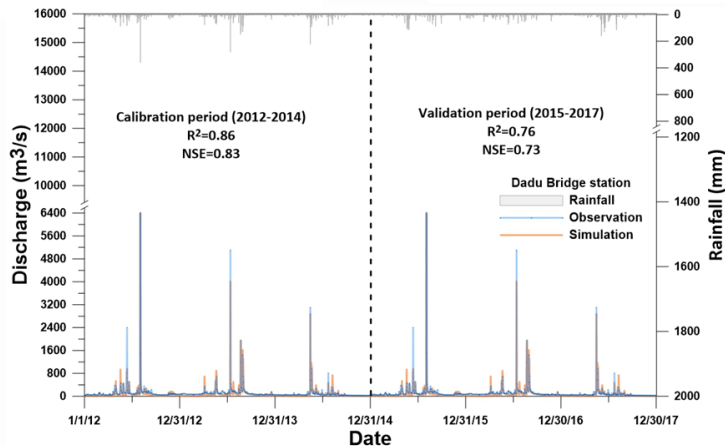 16000
15000
14000
13000
12000
11000
10000
6400
5600
4800
4000
3200
2400
1600
800
0
Discharge (m3/s)
Calibration period (2012-2014)
R²=0.86
NSE=0.83
Validation period (2015-2017)
R²=0.76
NSE=0.73
Dadu Bridge station
Rainfall
Observation
Simulation
0
200
400
600
800
1200
1400
1600
1800
2000
Rainfall (mm)
1/1/12
12/31/12
12/31/13
12/31/14
12/31/15
12/30/16
12/30/17
Date